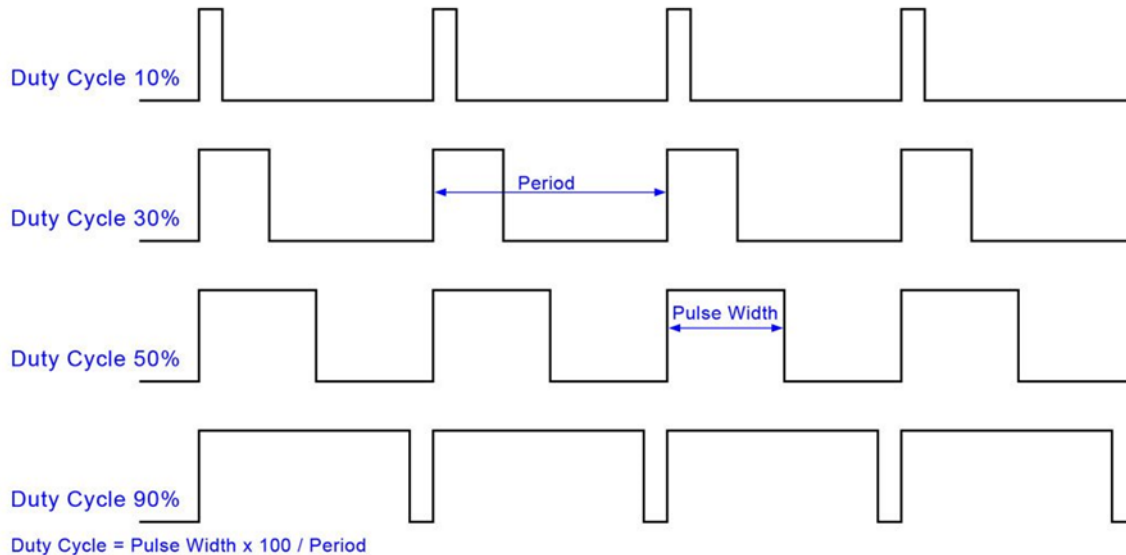 Duty Cycle 10%
Period
Duty Cycle 30%
Pulse Width
Duty Cycle 50%
Duty Cycle 90%
Duty Cycle = Pulse Width x 100 / Period